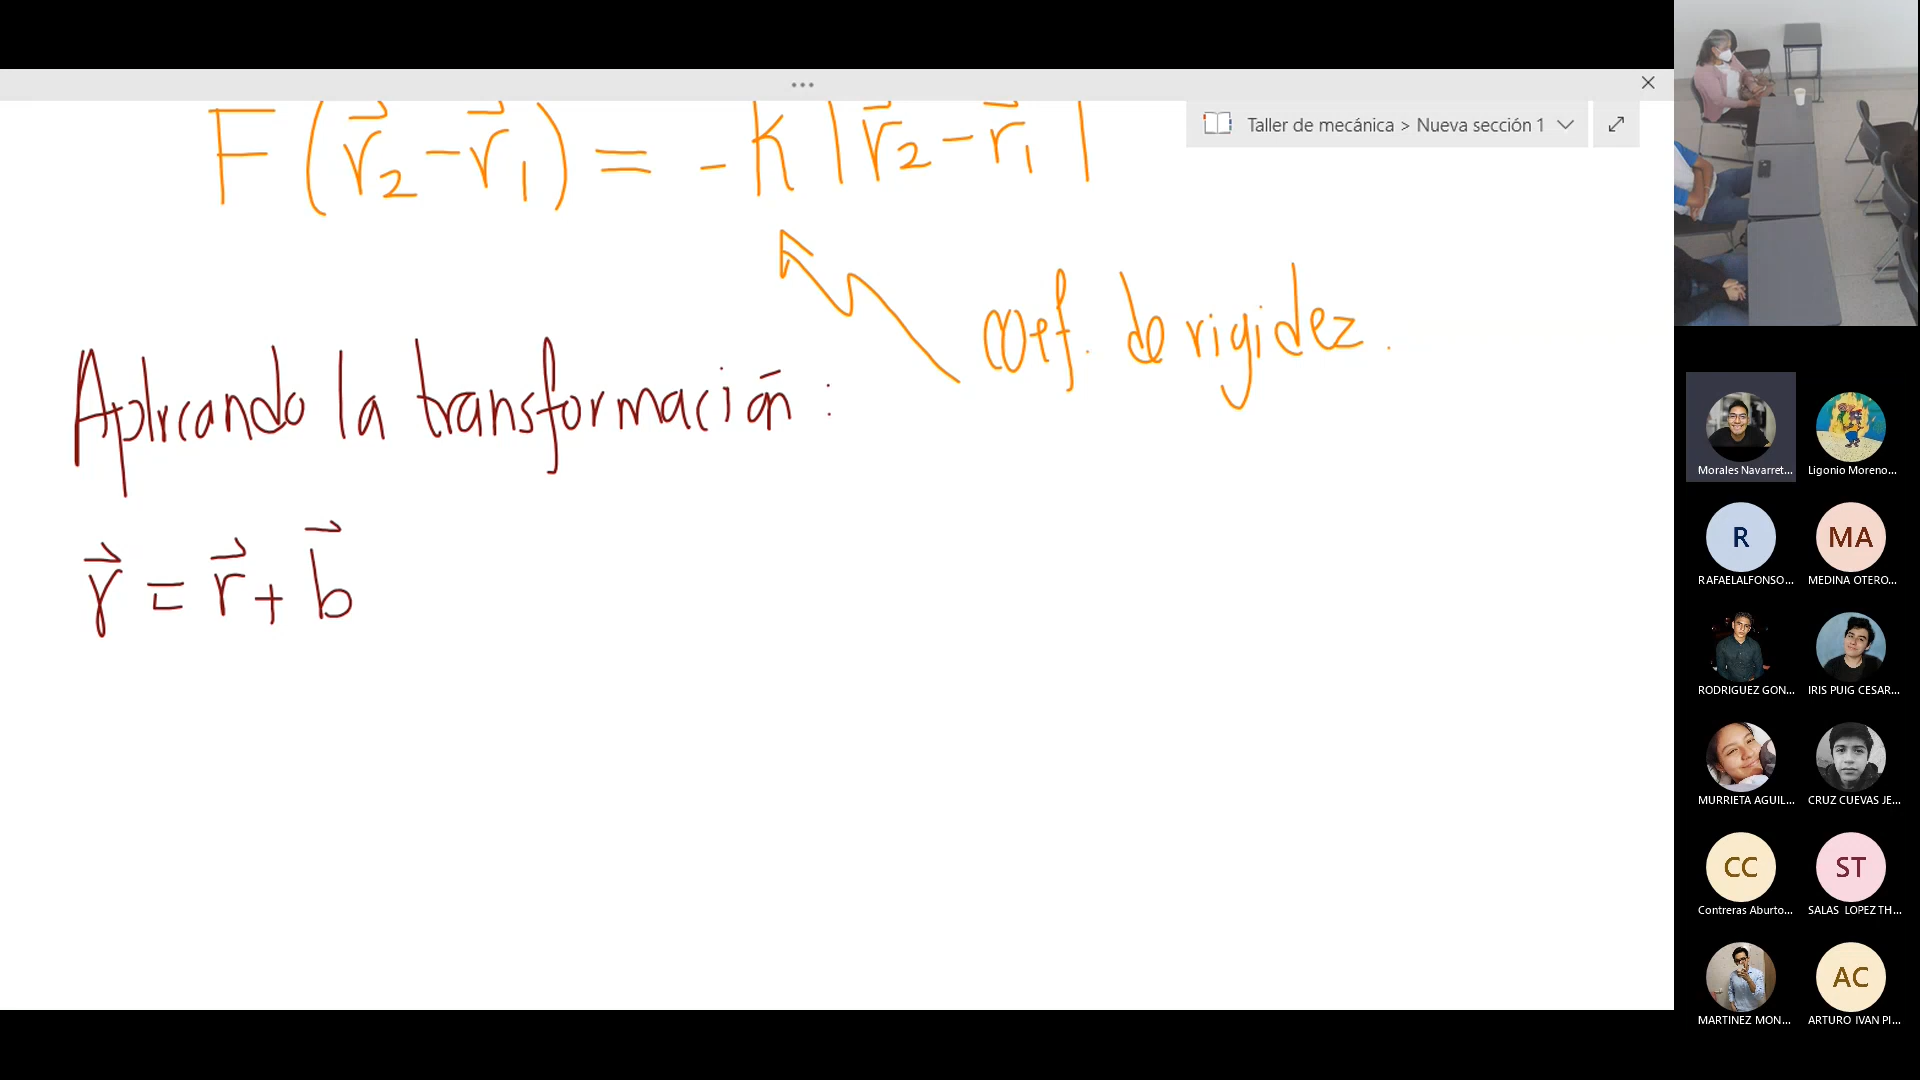 F(r⃗₂-r⃗₁) = -K|r⃗₂-r⃗₁|
Taller de mecánica > Nueva sección 1
coef. de rigidez.
Aplicando la transformación:
γ⃗ = r⃗ + b⃗
Morales Navarret...
Ligonio Moreno...
R
MA
RAFAELALFONSO...
MEDINA OTERO...
RODRIGUEZ GON...
IRIS PUIG CESAR...
MURRIETA AGUIL...
CRUZ CUEVAS JE...
CC
ST
Contreras Aburto...
SALAS LOPEZ TH...
AC
MARTINEZ MON...
ARTURO IVAN PI...